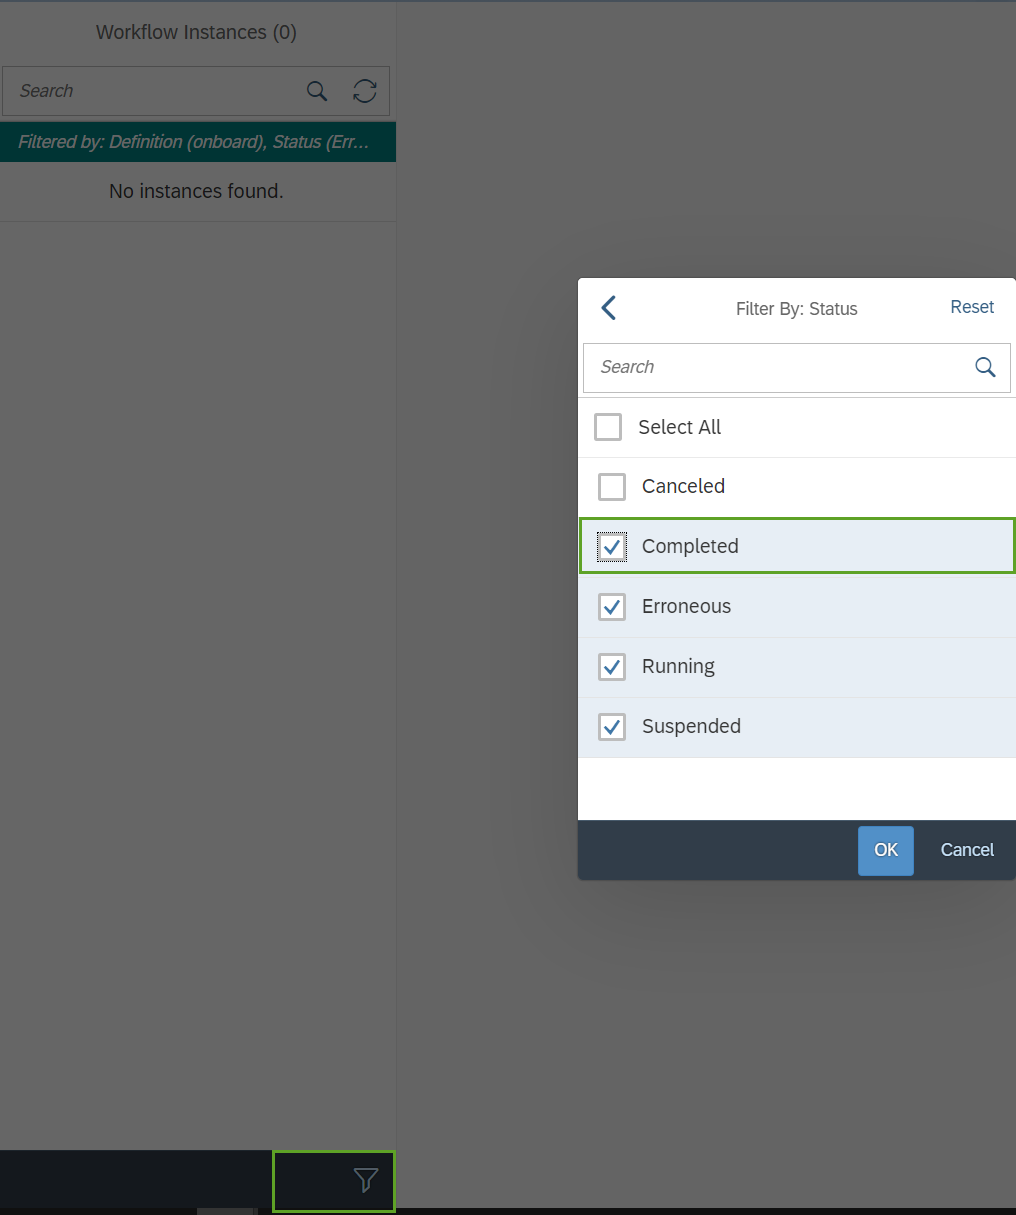 Workflow Instances (0)
Search
Filtered by: Definition (onboard), Status (Err...
No instances found.
Filter By: Status
Reset
Search
Select All
Canceled
Completed
Erroneous
Running
Suspended
OK
Cancel